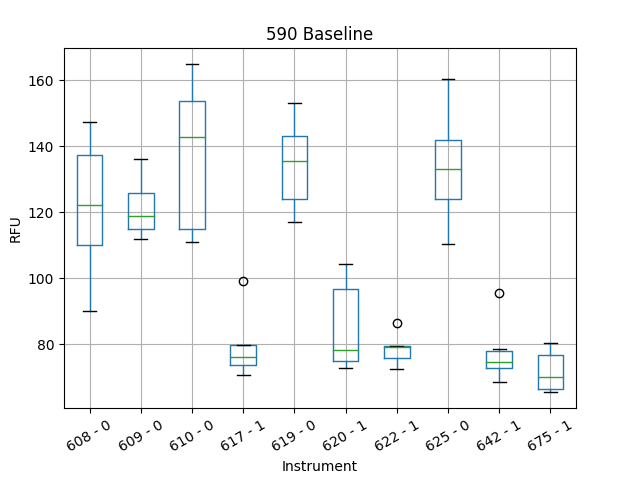 590 Baseline
160
140
120
100
80
RFU
608 - 0
609 - 0
610 - 0
617 - 1
619 - 0
620 - 1
622 - 1
625 - 0
642 - 1
675 - 1
Instrument